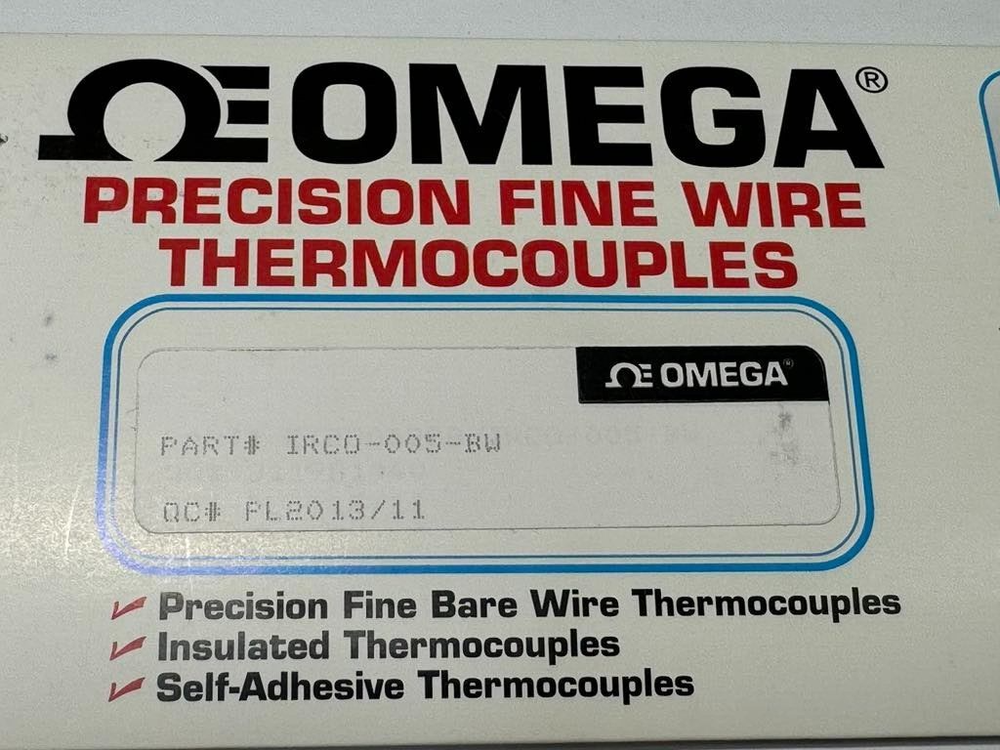 OMEGA®
PRECISION FINE WIRE
THERMOCOUPLES
OMEGA®
PART# IRCO-005-BW
QC# PL2013/11
Precision Fine Bare Wire Thermocouples
Insulated Thermocouples
Self-Adhesive Thermocouples